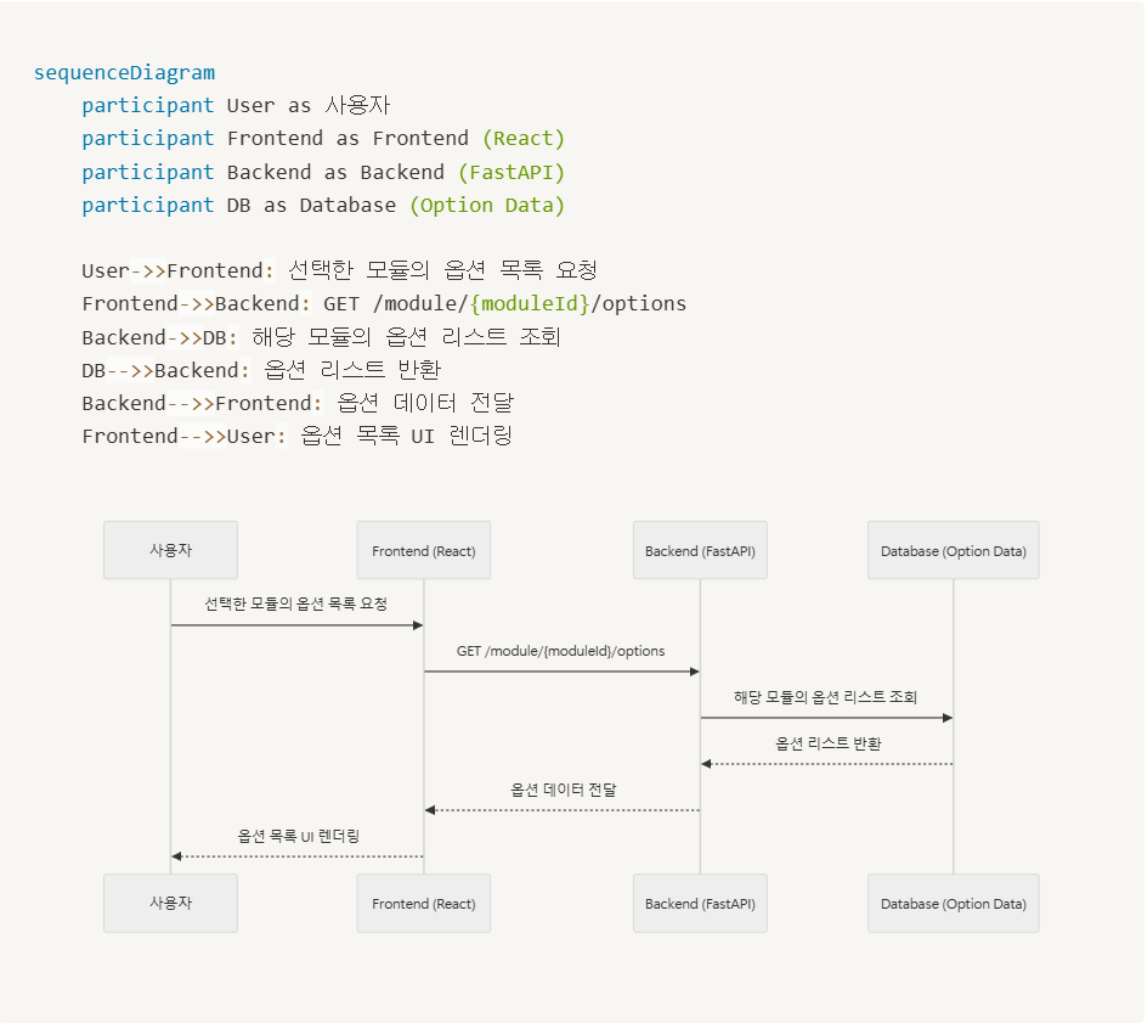 sequenceDiagram
participant User as 사용자
participant Frontend as Frontend (React)
participant Backend as Backend (FastAPI)
participant DB as Database (Option Data)
User->>Frontend: 선택한 모듈의 옵션 목록 요청
Frontend->>Backend: GET /module/{moduleId}/options
Backend->>DB: 해당 모듈의 옵션 리스트 조회
DB-->>Backend: 옵션 리스트 반환
Backend-->>Frontend: 옵션 데이터 전달
Frontend-->>User: 옵션 목록 UI 렌더링
사용자 Frontend (React) Backend (FastAPI) Database (Option Data)
선택한 모듈의 옵션 목록 요청
GET /module/{moduleId}/options
해당 모듈의 옵션 리스트 조회
옵션 리스트 반환
옵션 데이터 전달
옵션 목록 UI 렌더링
사용자 Frontend (React) Backend (FastAPI) Database (Option Data)